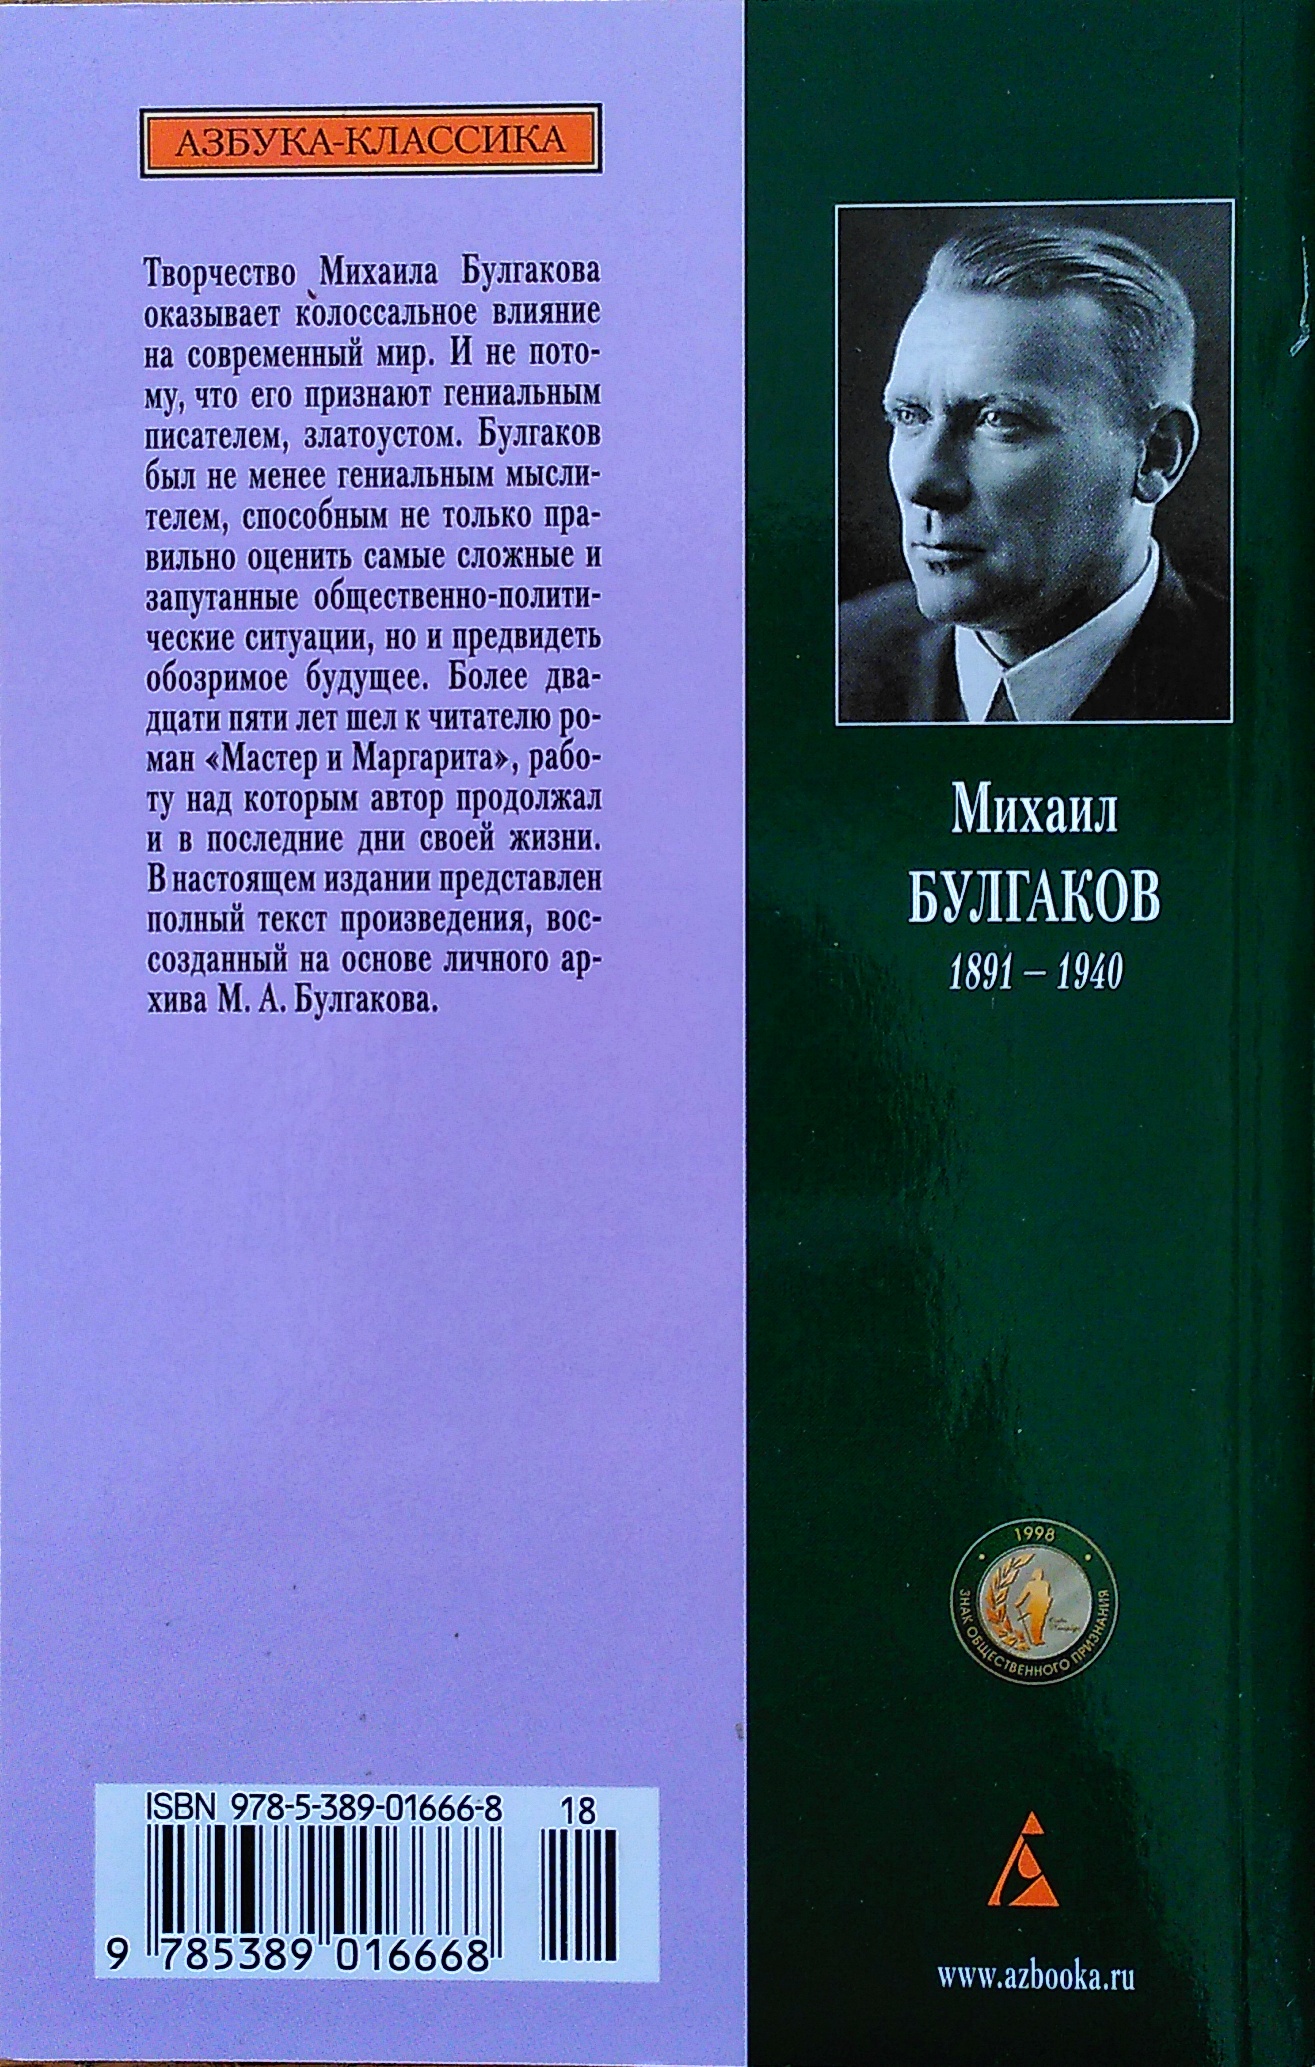 АЗБУКА-КЛАССИКА
Творчество Михаила Булгакова
оказывает колоссальное влияние
на современный мир. И не пото-
му, что его признают гениальным
писателем, златоустом. Булгаков
был не менее гениальным мысли-
телем, способным не только пра-
вильно оценить самые сложные и
запутанные общественно-полити-
ческие ситуации, но и предвидеть
обозримое будущее. Более два-
дцати пяти лет шел к читателю ро-
ман «Мастер и Маргарита», рабо-
ту над которым автор продолжал
и в последние дни своей жизни.
В настоящем издании представлен
полный текст произведения, вос-
созданный на основе личного ар-
хива М. А. Булгакова.
ISBN 978-5-389-01666-8 18
9 785389 016668
Михаил
БУЛГАКОВ
1891 – 1940
1998
ЗНАК ОБЩЕСТВЕННОГО ПРИЗНАНИЯ
www.azbooka.ru